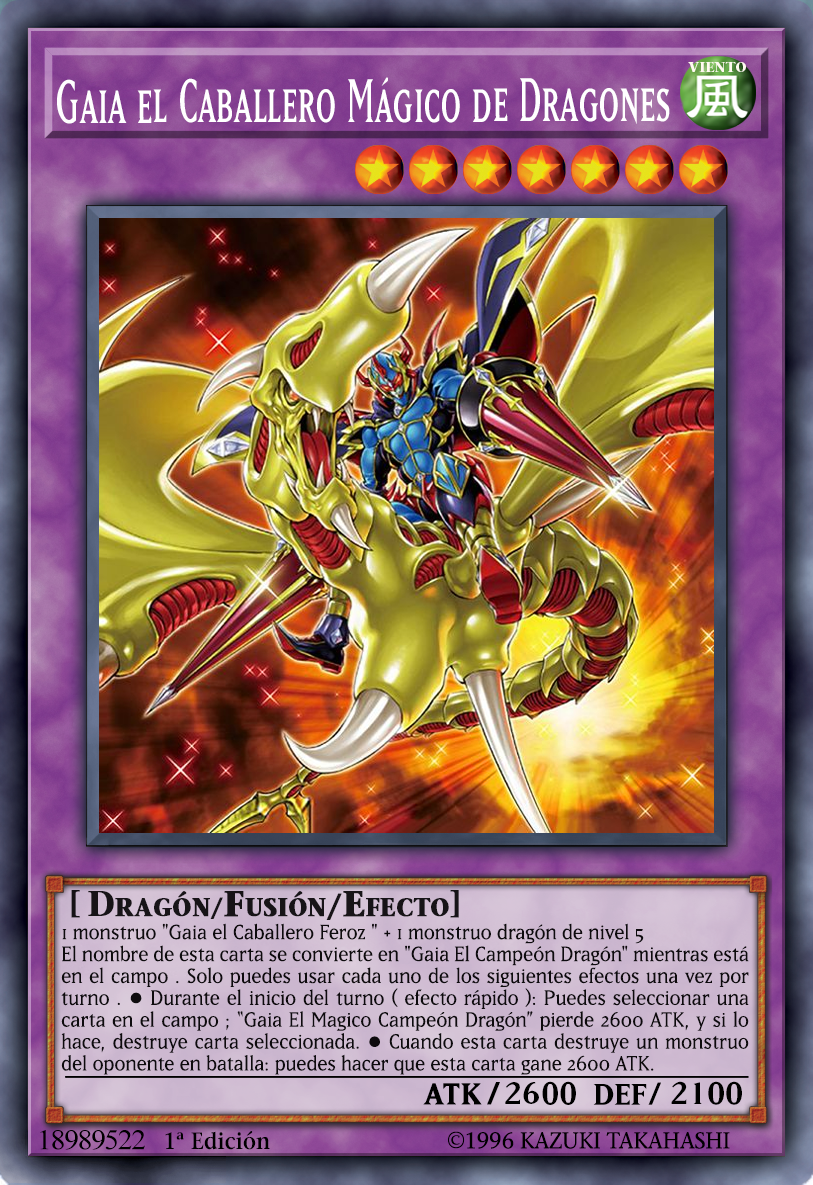 Gaia el Caballero Mágico de Dragones
VIENTO
風
[ Dragón/Fusión/Efecto]
1 monstruo "Gaia el Caballero Feroz " + 1 monstruo dragón de nivel 5
El nombre de esta carta se convierte en "Gaia El Campeón Dragón" mientras está
en el campo . Solo puedes usar cada uno de los siguientes efectos una vez por
turno . ● Durante el inicio del turno ( efecto rápido ): Puedes seleccionar una
carta en el campo ; "Gaia El Magico Campeón Dragón" pierde 2600 ATK, y si lo
hace, destruye carta seleccionada. ● Cuando esta carta destruye un monstruo
del oponente en batalla: puedes hacer que esta carta gane 2600 ATK.
ATK / 2600 DEF/ 2100
18989522 1ª Edición ©1996 KAZUKI TAKAHASHI